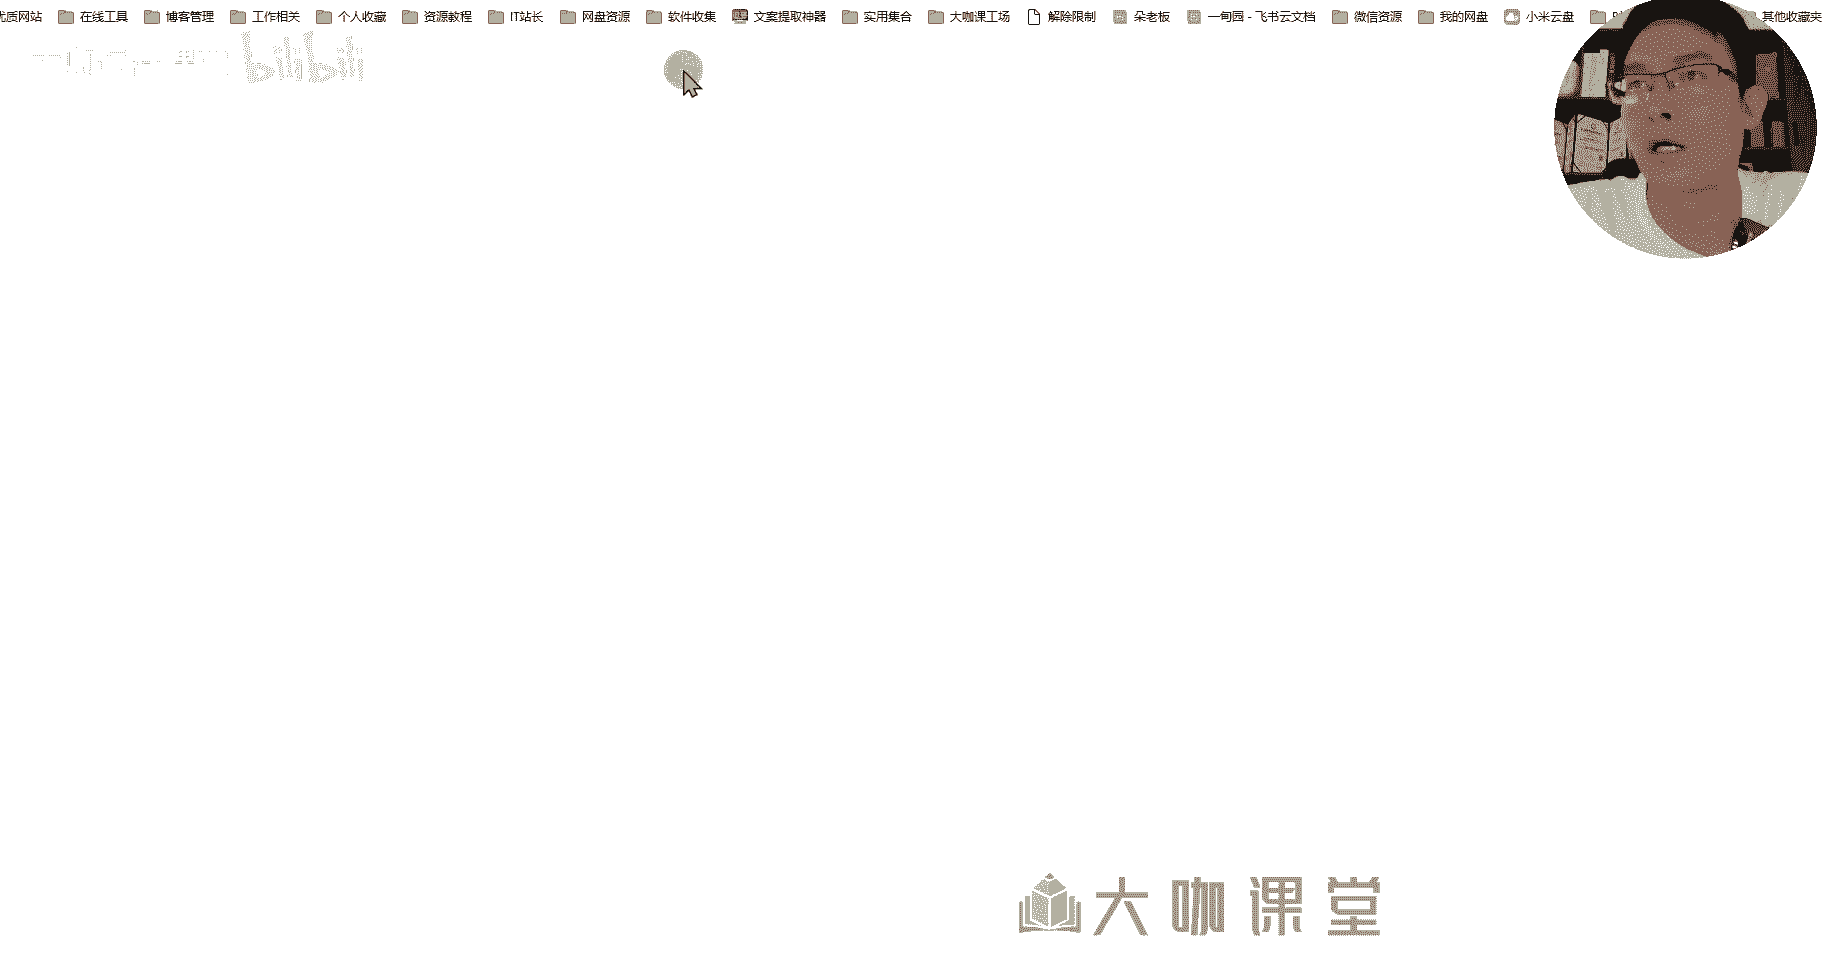 优质网站 在线工具 博客管理 工作相关 个人收藏 资源教程 IT站长 网盘资源 软件收集 文案提取神器 实用集合 大咖课工场 解除限制 朵老板 一甸园 - 飞书云文档 微信资源 我的网盘 小米云盘 其他收藏夹
bilibili
大咖课堂